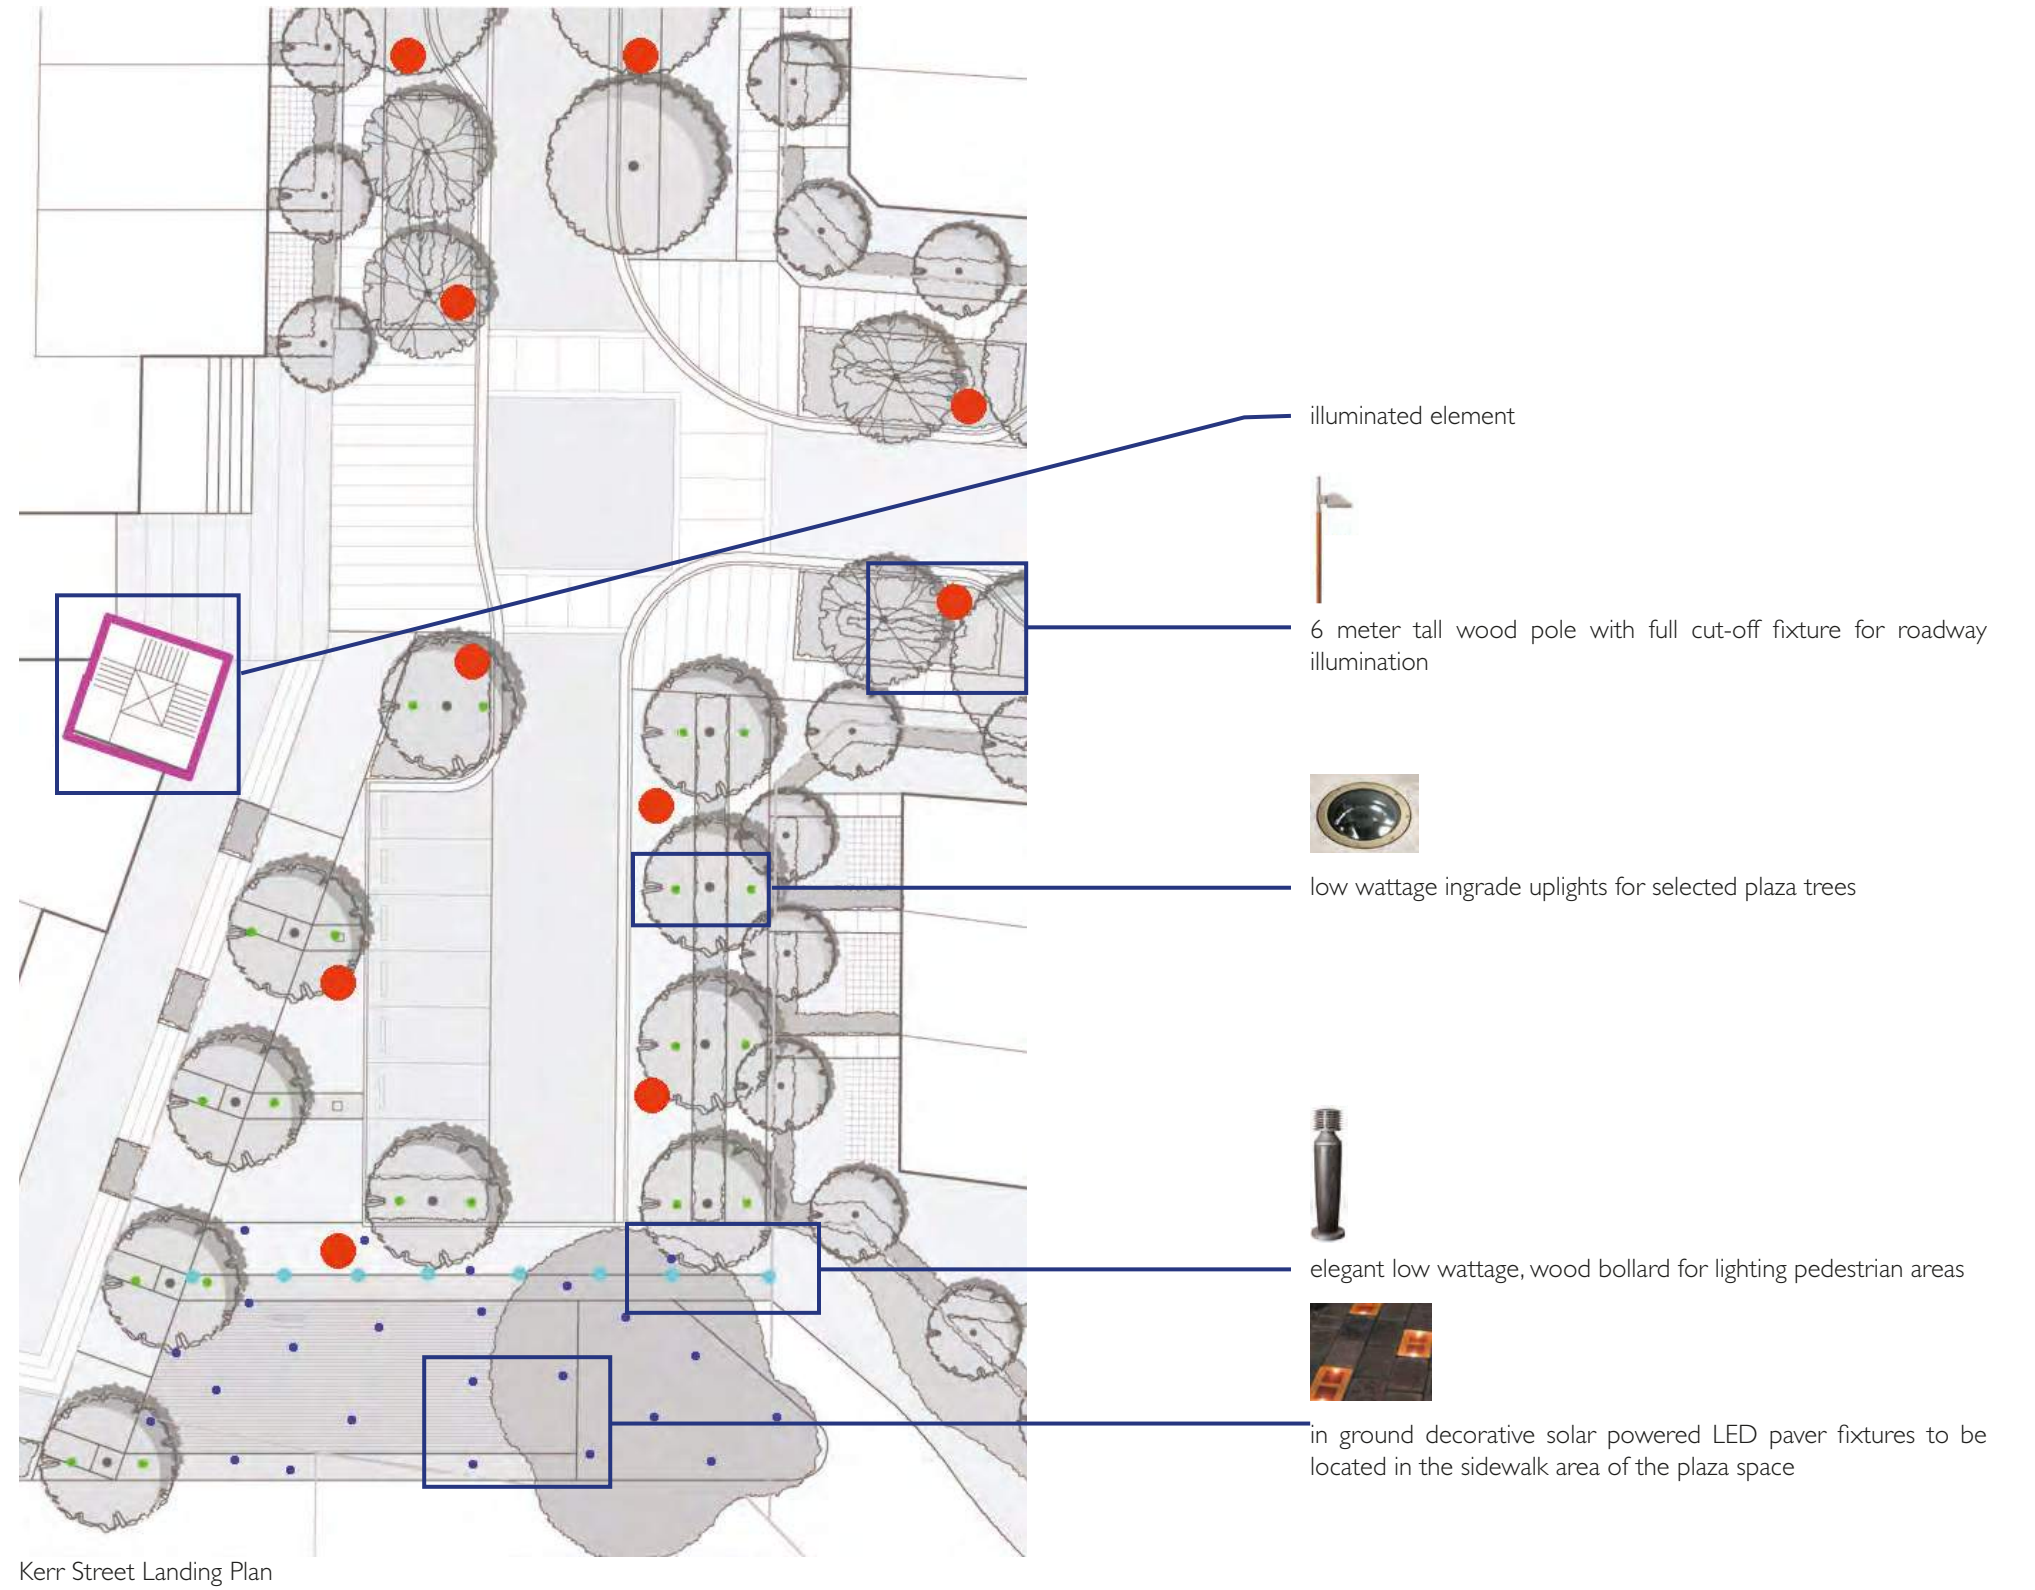 illuminated element
6 meter tall wood pole with full cut-off fixture for roadway
illumination
low wattage ingrade uplights for selected plaza trees
elegant low wattage, wood bollard for lighting pedestrian areas
in ground decorative solar powered LED paver fixtures to be
located in the sidewalk area of the plaza space
Kerr Street Landing Plan